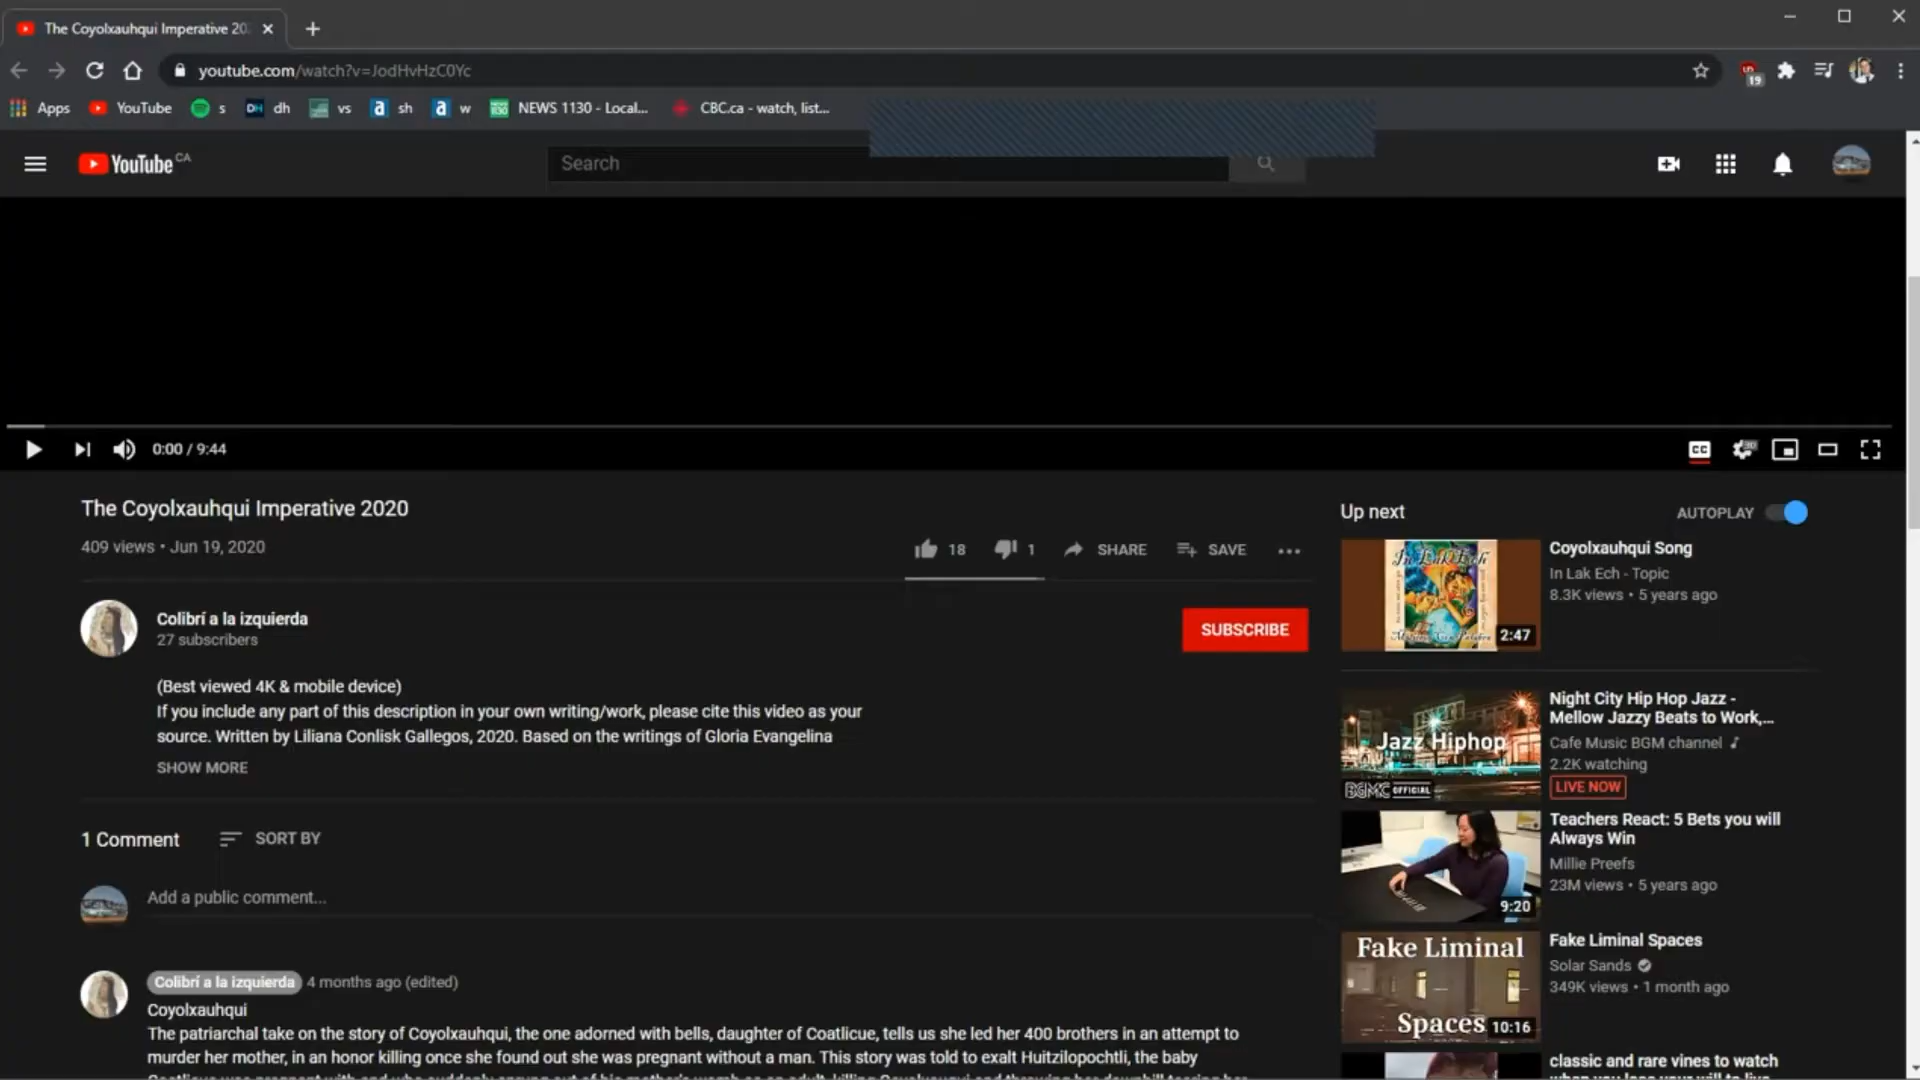 The Coyolxauhqui Imperative 20
youtube.com/watch?v=JodHvHzC0Yc
19
Apps
YouTube
s
dh
vs
sh
w
NEWS 1130 - Local...
CBC.ca - watch, list...
YouTube CA
Search
0:00 / 9:44
CC
The Coyolxauhqui Imperative 2020
409 views • Jun 19, 2020
18
1
SHARE
SAVE
Colibrí a la izquierda
27 subscribers
SUBSCRIBE
(Best viewed 4K & mobile device)
If you include any part of this description in your own writing/work, please cite this video as your
source. Written by Liliana Conlisk Gallegos, 2020. Based on the writings of Gloria Evangelina
SHOW MORE
1 Comment
SORT BY
Add a public comment...
Colibrí a la izquierda 4 months ago (edited)
Coyolxauhqui
The patriarchal take on the story of Coyolxauhqui, the one adorned with bells, daughter of Coatlicue, tells us she led her 400 brothers in an attempt to
murder her mother, in an honor killing once she found out she was pregnant without a man. This story was told to exalt Huitzilopochtli, the baby
Up next
AUTOPLAY
In Lak Ech
2:47
Coyolxauhqui Song
In Lak Ech - Topic
8.3K views • 5 years ago
Jazz Hiphop
BGMC OFFICIAL
Night City Hip Hop Jazz -
Mellow Jazzy Beats to Work,...
Cafe Music BGM channel
2.2K watching
LIVE NOW
9:20
Teachers React: 5 Bets you will
Always Win
Millie Preefs
23M views • 5 years ago
Fake Liminal
Spaces
10:16
Fake Liminal Spaces
Solar Sands
349K views • 1 month ago
classic and rare vines to watch